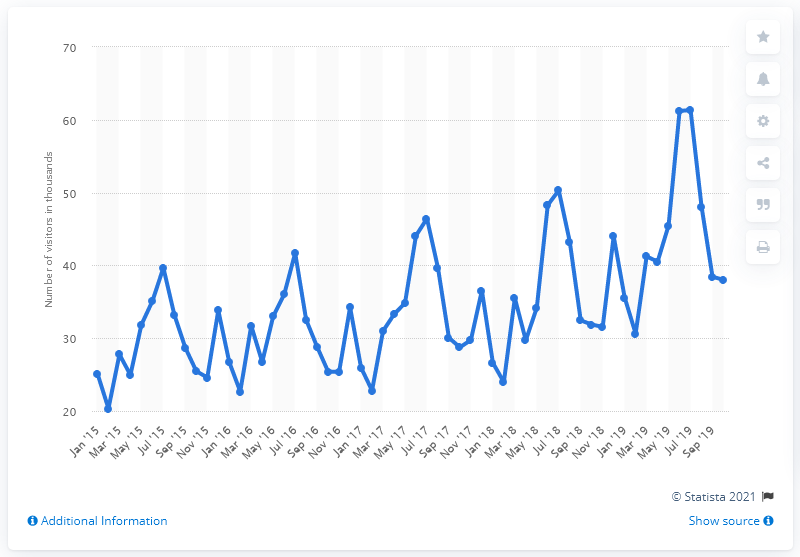 70
60
50
40
30
20
Number of visitors in thousands
Jan '15
Mar '15
May '15
Jul '15
Sep '15
Nov '15
Jan '16
Mar '16
May '16
Jul '16
Sep '16
Nov '16
Jan '17
Mar '17
May '17
Jul '17
Sep '17
Nov '17
Jan '18
Mar '18
May '18
Jul '18
Sep '18
Nov '18
Jan '19
Mar '19
May '19
Jul '19
Sep '19
© Statista 2021
Additional Information
Show source